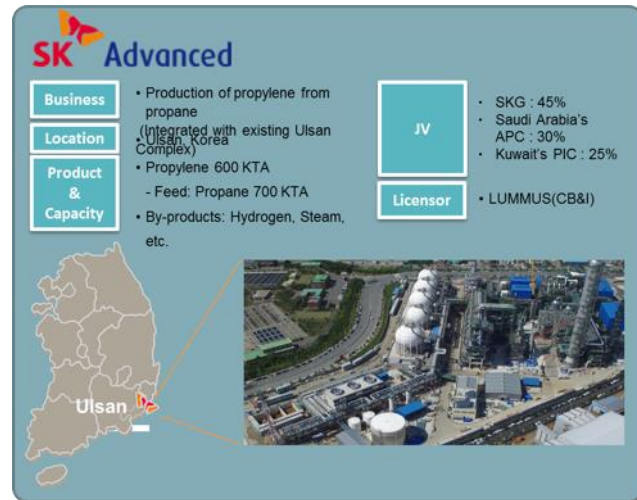 SK Advanced
Business
• Production of propylene from
propane
(Integrated with existing Ulsan
Complex)
Location
• Ulsan, Korea
Product
&
Capacity
• Propylene 600 KTA
- Feed: Propane 700 KTA
• By-products: Hydrogen, Steam,
etc.
JV
• SKG : 45%
• Saudi Arabia's
APC : 30%
• Kuwait's PIC : 25%
Licensor
• LUMMUS(CB&I)
Ulsan